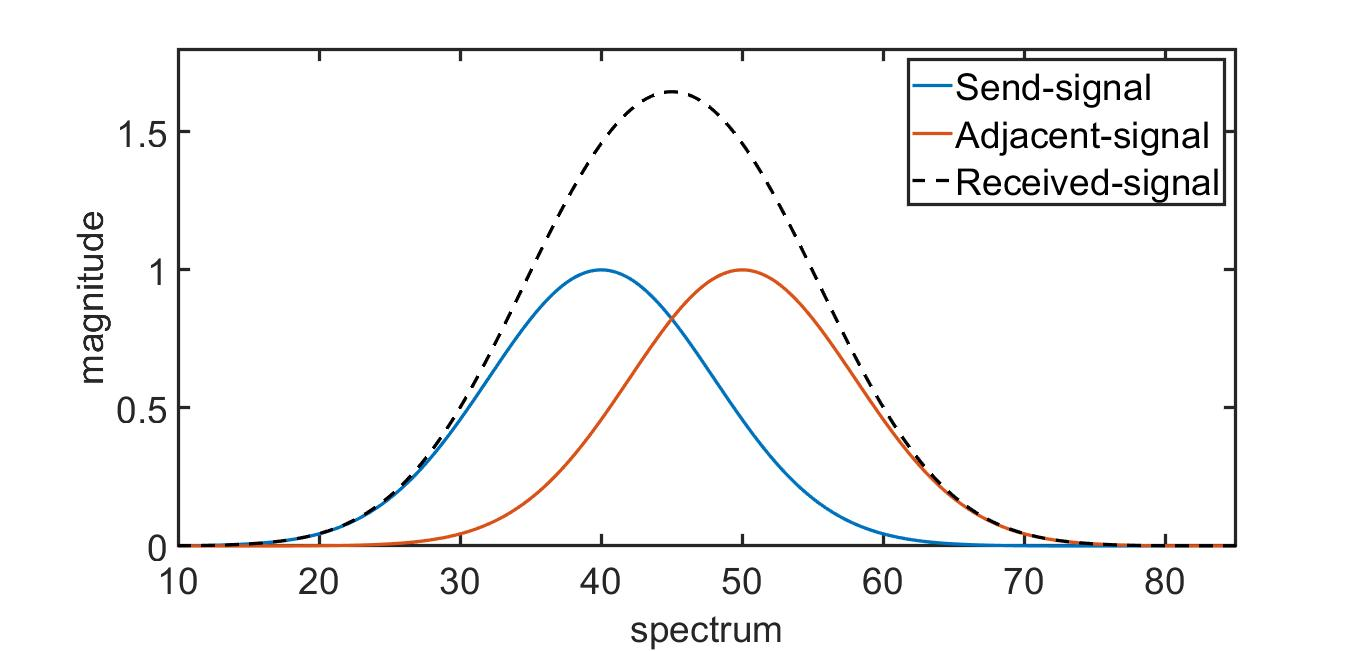 Send-signal
Adjacent-signal
Received-signal
magnitude
1.5
1
0.5
0
10 20 30 40 50 60 70 80
spectrum